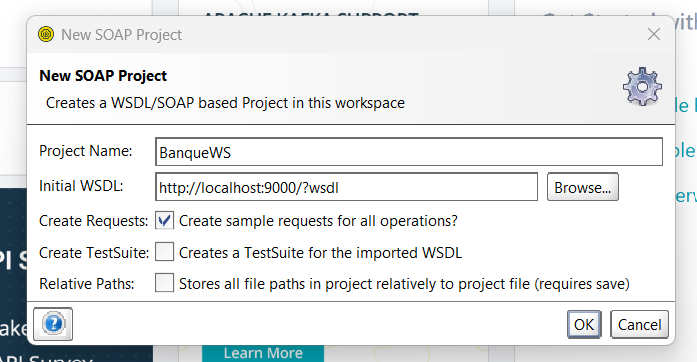 APACHE KAFKA SUPPORT
New SOAP Project
New SOAP Project
Creates a WSDL/SOAP based Project in this workspace
Project Name: BanqueWS
Initial WSDL: http://localhost:9000/?wsdl Browse...
Create Requests: Create sample requests for all operations?
Create TestSuite: Creates a TestSuite for the imported WSDL
Relative Paths: Stores all file paths in project relatively to project file (requires save)
OK Cancel
Learn More